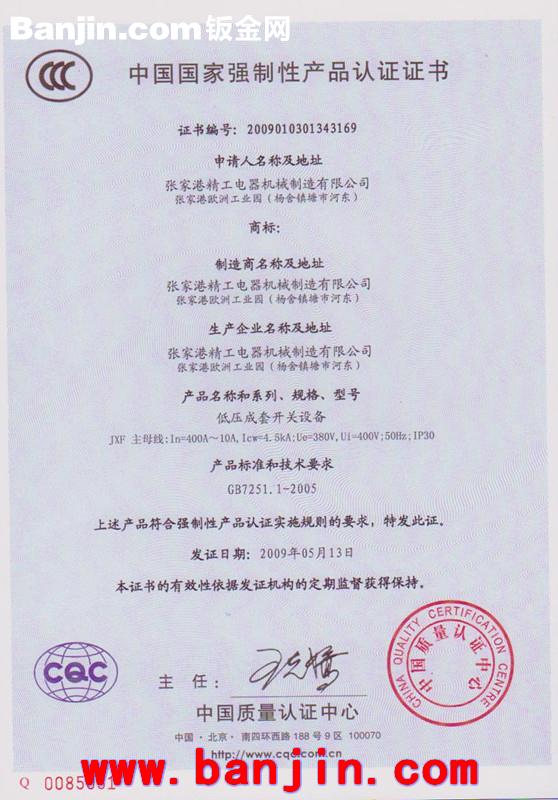 Banjin.com 钣金网
CCC
中国国家强制性产品认证证书
证书编号：2009010301343169
申请人名称及地址
张家港精工电器机械制造有限公司
张家港欧洲工业园（杨舍镇塘市河东）
商标：
制造商名称及地址
张家港精工电器机械制造有限公司
张家港欧洲工业园（杨舍镇塘市河东）
生产企业名称及地址
张家港精工电器机械制造有限公司
张家港欧洲工业园（杨舍镇塘市河东）
产品名称和系列、规格、型号
低压成套开关设备
JXF 主母线:In=400A～10A,Icw=4.5kA;Ue=380V,Ui=400V;50Hz;IP30
产品标准和技术要求
GB7251.1-2005
上述产品符合强制性产品认证实施规则的要求，特发此证。
发证日期：2009年05月13日
本证书的有效性依据发证机构的定期监督获得保持。
CHINA QUALITY CERTIFICATION CENTRE
中国质量认证中心
CQC
主任：
中国质量认证中心
中国·北京·南四环西路188号9区 100070
http://www.cqc.com.cn
www.banjin.com
Q